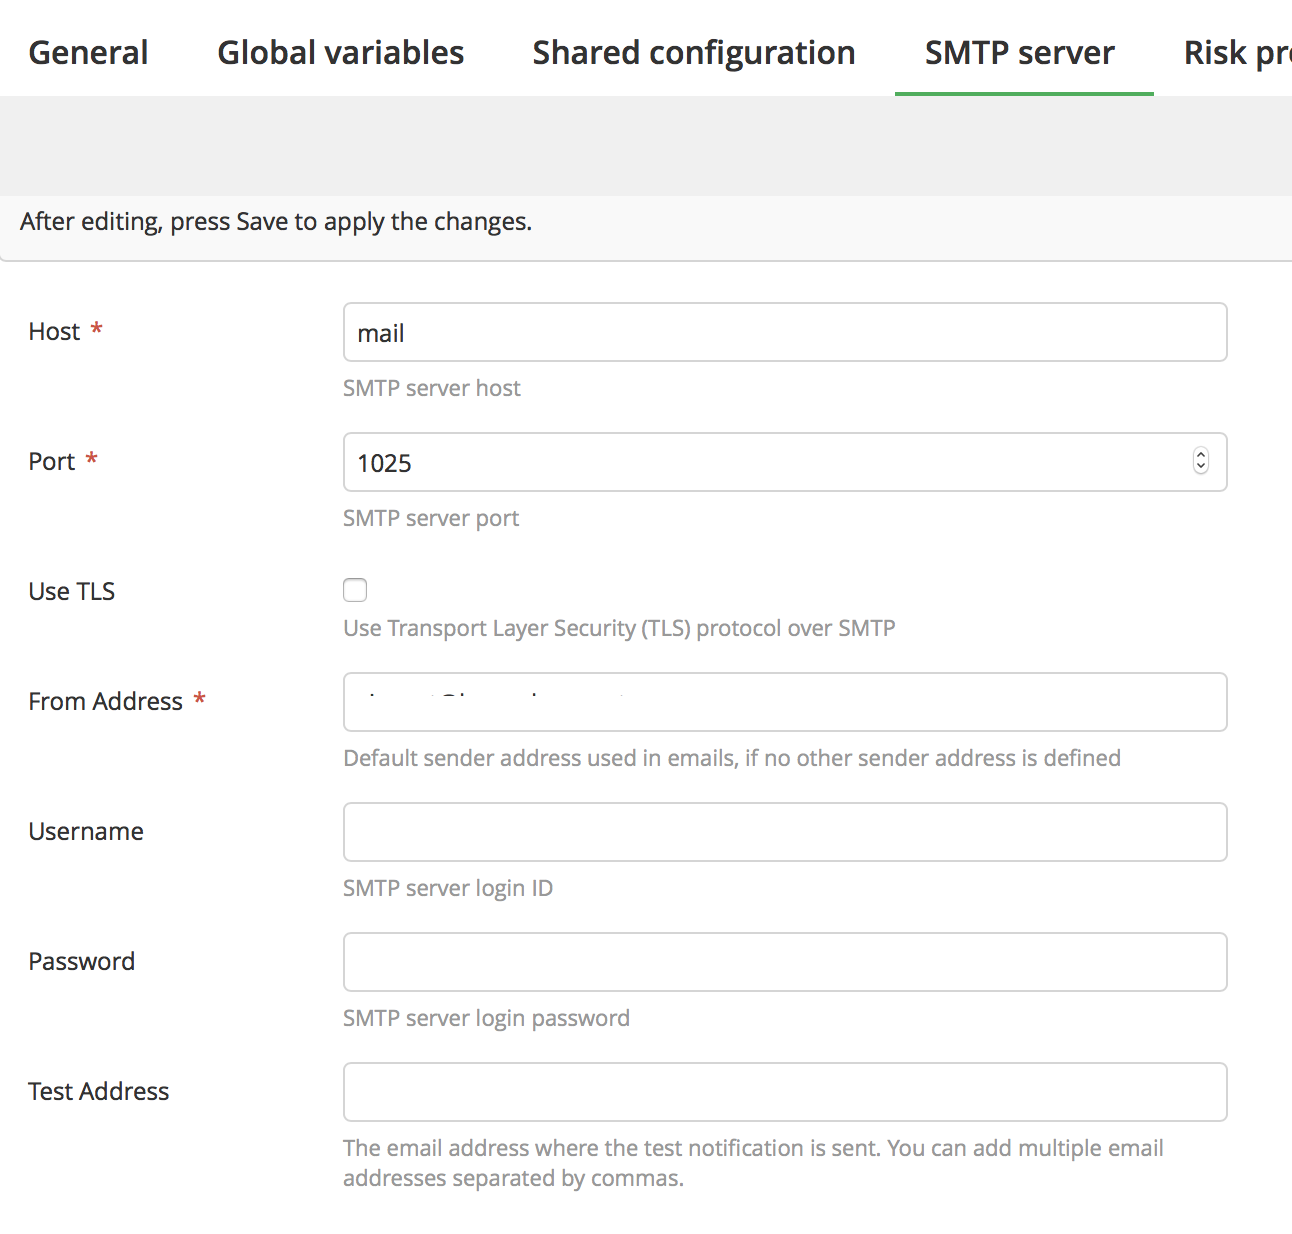 General Global variables Shared configuration SMTP server Risk
After editing, press Save to apply the changes.
Host *
mail
SMTP server host
Port *
1025
SMTP server port
Use TLS
Use Transport Layer Security (TLS) protocol over SMTP
From Address *
Default sender address used in emails, if no other sender address is defined
Username
SMTP server login ID
Password
SMTP server login password
Test Address
The email address where the test notification is sent. You can add multiple email
addresses separated by commas.